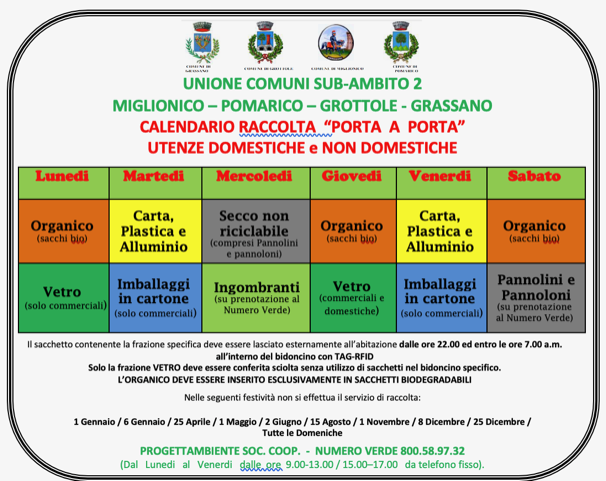 COMUNE DI
GRASSANO
COMUNE DI GROTTOLE
COMUNE DI MIGLIONICO
COMUNE DI
POMARICO
UNIONE COMUNI SUB-AMBITO 2
MIGLIONICO – POMARICO – GROTTOLE - GRASSANO
CALENDARIO RACCOLTA “PORTA A PORTA”
UTENZE DOMESTICHE e NON DOMESTICHE
Lunedì Martedì Mercoledì Giovedì Venerdì Sabato
Organico
(sacchi bio)
Carta,
Plastica e
Alluminio
Secco non
riciclabile
(compresi Pannolini
e pannoloni)
Organico
(sacchi bio)
Carta,
Plastica e
Alluminio
Organico
(sacchi bio)
Vetro
(solo commerciali)
Imballaggi
in cartone
(solo commerciali)
Ingombranti
(su prenotazione al
Numero Verde)
Vetro
(commerciali e
domestiche)
Imballaggi
in cartone
(solo commerciali)
Pannolini e
Pannoloni
(su prenotazione
al Numero Verde)
Il sacchetto contenente la frazione specifica deve essere lasciato esternamente all’abitazione dalle ore 22.00 ed entro le ore 7.00 a.m.
all’interno del bidoncino con TAG-RFID
Solo la frazione VETRO deve essere conferita sciolta senza utilizzo di sacchetti nel bidoncino specifico.
L’ORGANICO DEVE ESSERE INSERITO ESCLUSIVAMENTE IN SACCHETTI BIODEGRADABILI
Nelle seguenti festività non si effettua il servizio di raccolta:
1 Gennaio / 6 Gennaio / 25 Aprile / 1 Maggio / 2 Giugno / 15 Agosto / 1 Novembre / 8 Dicembre / 25 Dicembre /
Tutte le Domeniche
PROGETTAMBIENTE SOC. COOP. - NUMERO VERDE 800.58.97.32
(Dal Lunedi al Venerdi dalle ore 9.00-13.00 / 15.00–17.00 da telefono fisso).